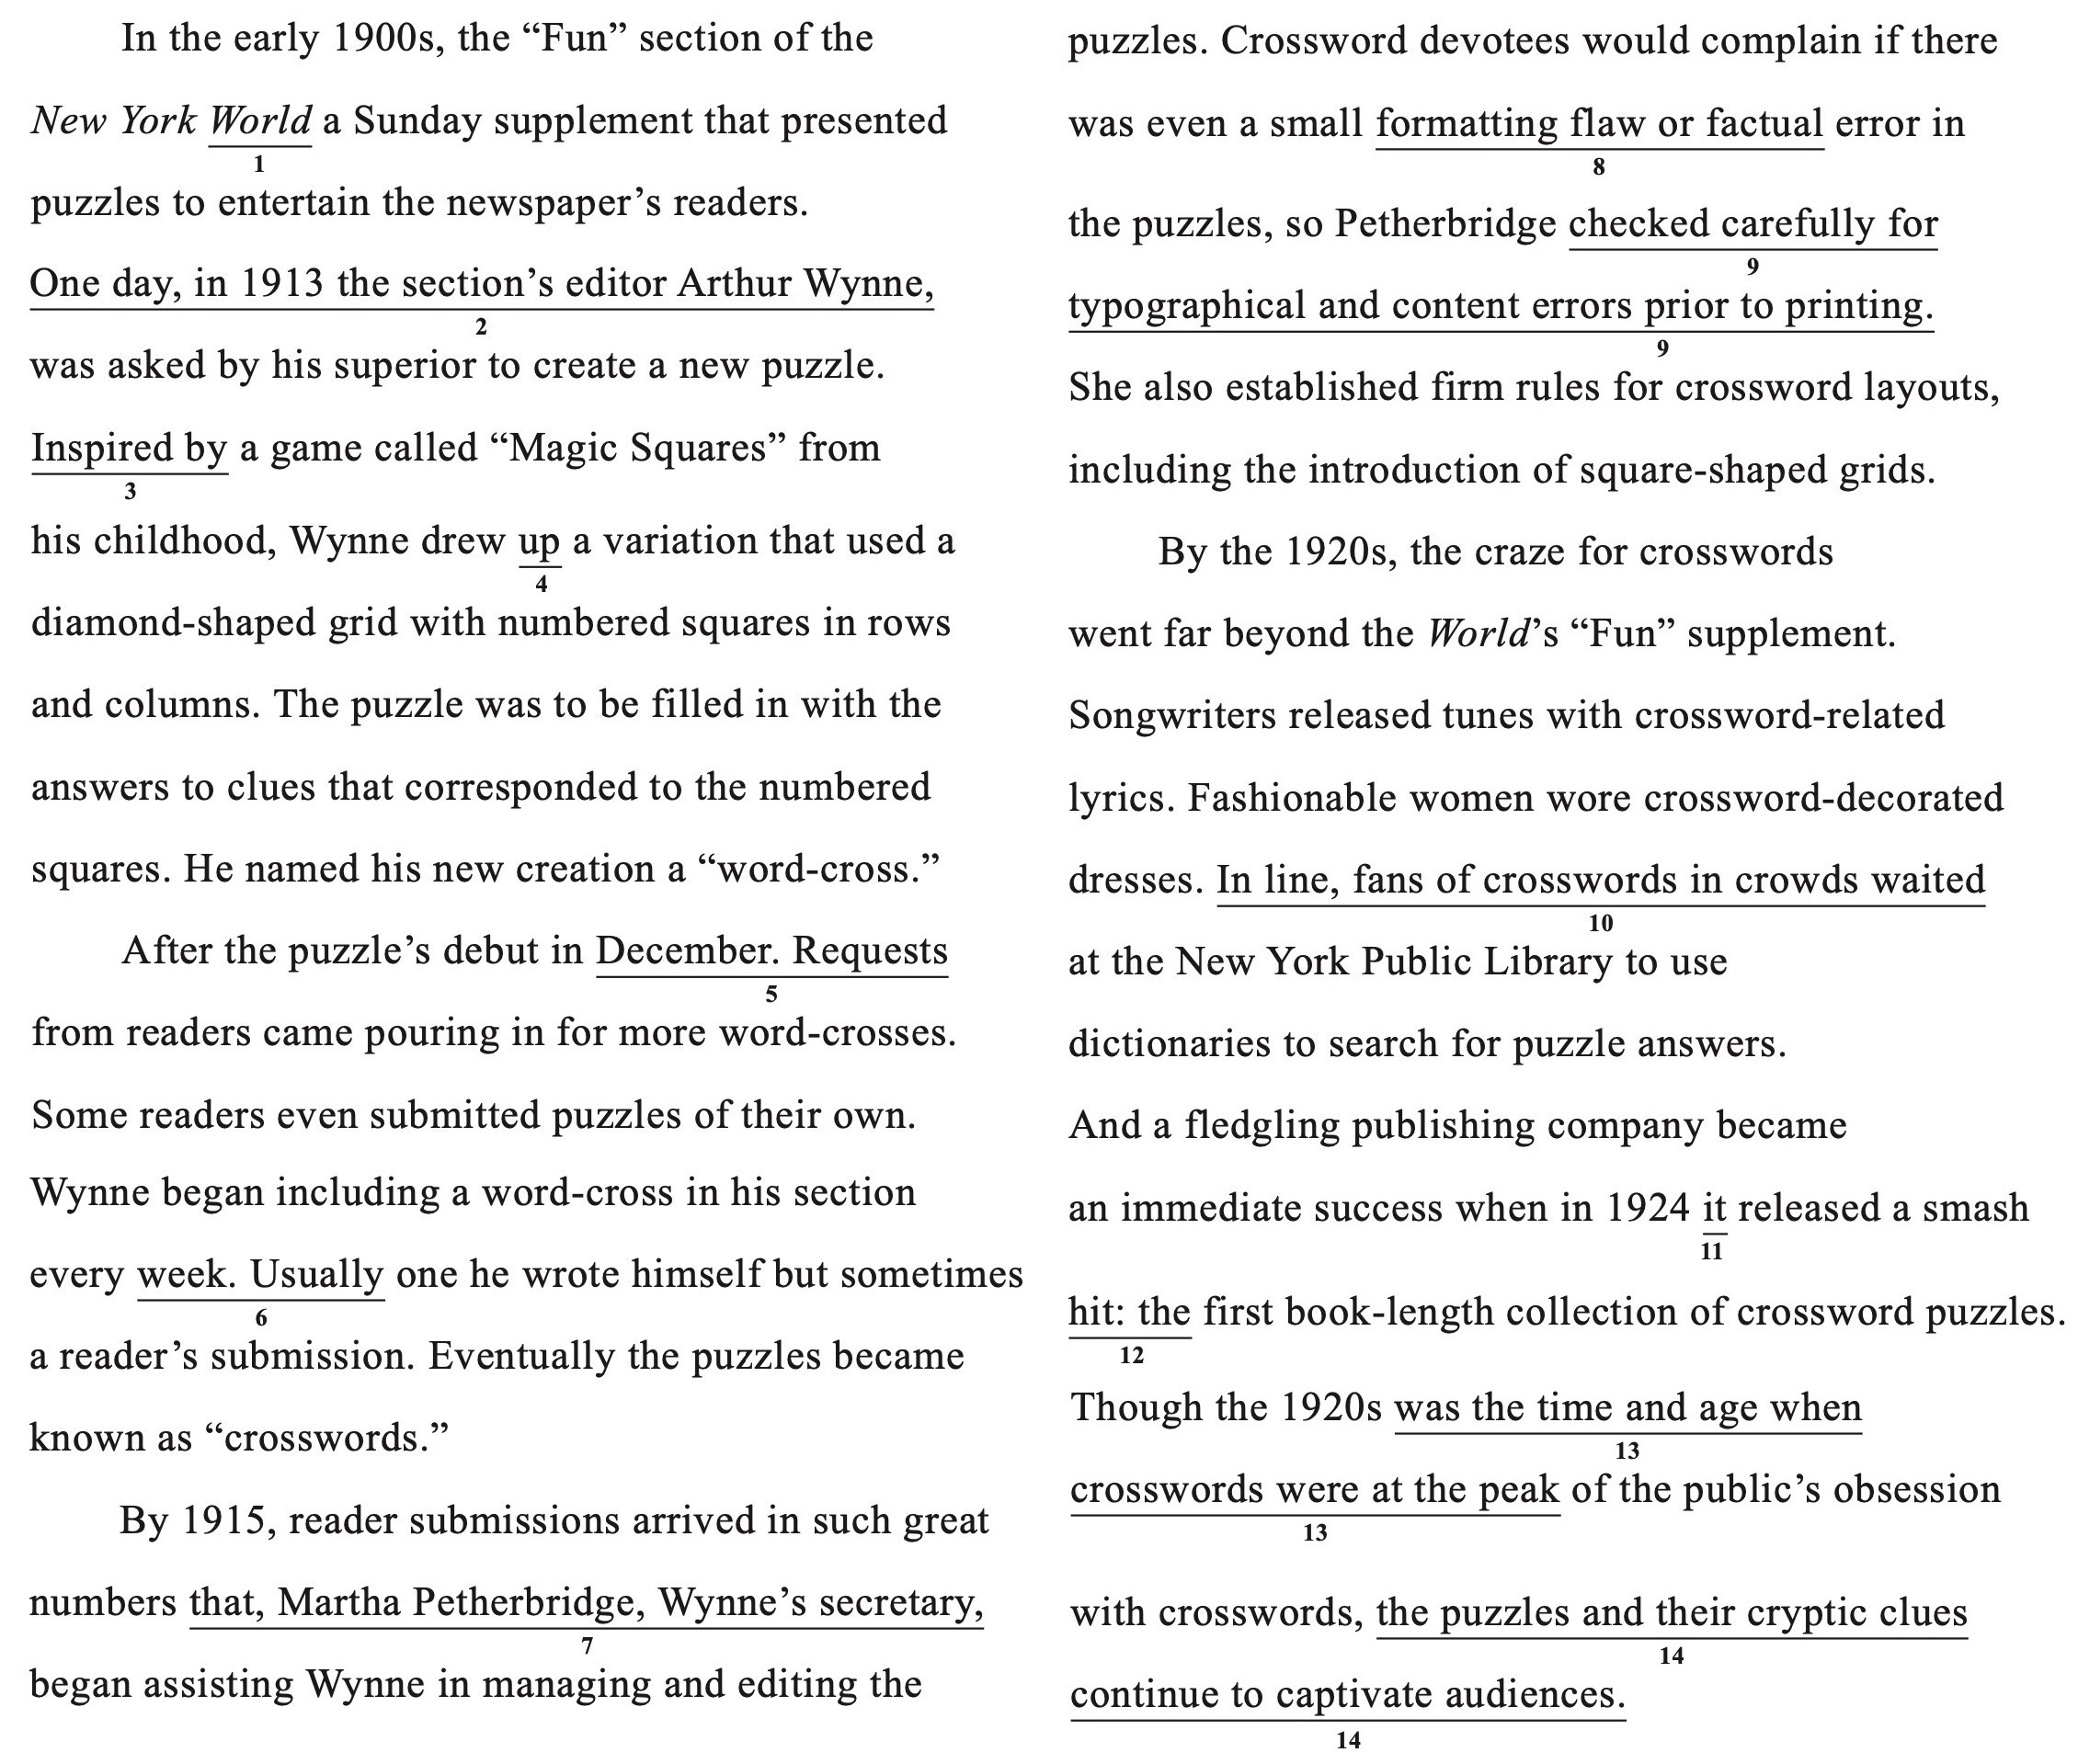 In the early 1900s, the “Fun” section of the
New York World a Sunday supplement that presented
1
puzzles to entertain the newspaper’s readers.
One day, in 1913 the section’s editor Arthur Wynne,
2
was asked by his superior to create a new puzzle.
Inspired by a game called “Magic Squares” from
3
his childhood, Wynne drew up a variation that used a
4
diamond-shaped grid with numbered squares in rows
and columns. The puzzle was to be filled in with the
answers to clues that corresponded to the numbered
squares. He named his new creation a “word-cross.”
After the puzzle’s debut in December. Requests
5
from readers came pouring in for more word-crosses.
Some readers even submitted puzzles of their own.
Wynne began including a word-cross in his section
every week. Usually one he wrote himself but sometimes
6
a reader’s submission. Eventually the puzzles became
known as “crosswords.”
By 1915, reader submissions arrived in such great
numbers that, Martha Petherbridge, Wynne’s secretary,
7
began assisting Wynne in managing and editing the
puzzles. Crossword devotees would complain if there
was even a small formatting flaw or factual error in
8
the puzzles, so Petherbridge checked carefully for
9
typographical and content errors prior to printing.
9
She also established firm rules for crossword layouts,
including the introduction of square-shaped grids.
By the 1920s, the craze for crosswords
went far beyond the World’s “Fun” supplement.
Songwriters released tunes with crossword-related
lyrics. Fashionable women wore crossword-decorated
dresses. In line, fans of crosswords in crowds waited
10
at the New York Public Library to use
dictionaries to search for puzzle answers.
And a fledgling publishing company became
an immediate success when in 1924 it released a smash
11
hit: the first book-length collection of crossword puzzles.
12
Though the 1920s was the time and age when
13
crosswords were at the peak of the public’s obsession
13
with crosswords, the puzzles and their cryptic clues
14
continue to captivate audiences.
14